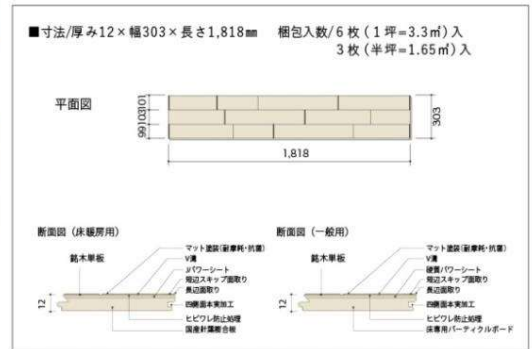 ■寸法/厚み12×幅303×長さ1,818㎜ 梱包入数/6枚(1坪=3.3㎡)入
3枚(半坪=1.65㎡)入
平面図
101
103
99
303
1,818
断面図(床暖房用)
銘木単板
マット塗装(耐摩耗・抗菌)
V溝
Jパワーシート
短辺スキップ面取り
長辺面取り
12
四側面本実加工
ヒビワレ防止処理
国産針葉樹合板
断面図(一般用)
銘木単板
マット塗装(耐摩耗・抗菌)
V溝
硬質パワーシート
短辺スキップ面取り
長辺面取り
12
四側面本実加工
ヒビワレ防止処理
床専用パーティクルボード